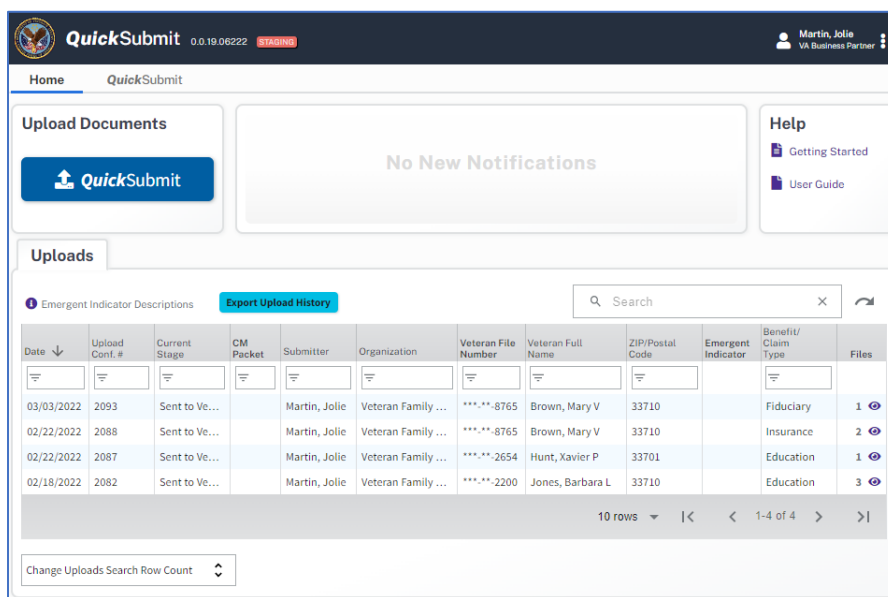 QuickSubmit 0.0.19.06222 STAGING
Martin, Jolie
VA Business Partner
Home QuickSubmit
Upload Documents
QuickSubmit
No New Notifications
Help
Getting Started
User Guide
Uploads
Emergent Indicator Descriptions Export Upload History Search
Date Upload Conf. # Current Stage CM Packet Submitter Organization Veteran File Number Veteran Full Name ZIP/Postal Code Emergent Indicator Benefit/ Claim Type Files
03/03/2022 2093 Sent to Ve... Martin, Jolie Veteran Family ... ***-**-8765 Brown, Mary V 33710 Fiduciary 1
02/22/2022 2088 Sent to Ve... Martin, Jolie Veteran Family ... ***-**-8765 Brown, Mary V 33710 Insurance 2
02/22/2022 2087 Sent to Ve... Martin, Jolie Veteran Family ... ***-**-2654 Hunt, Xavier P 33701 Education 1
02/18/2022 2082 Sent to Ve... Martin, Jolie Veteran Family ... ***-**-2200 Jones, Barbara L 33710 Education 3
10 rows 1-4 of 4
Change Uploads Search Row Count